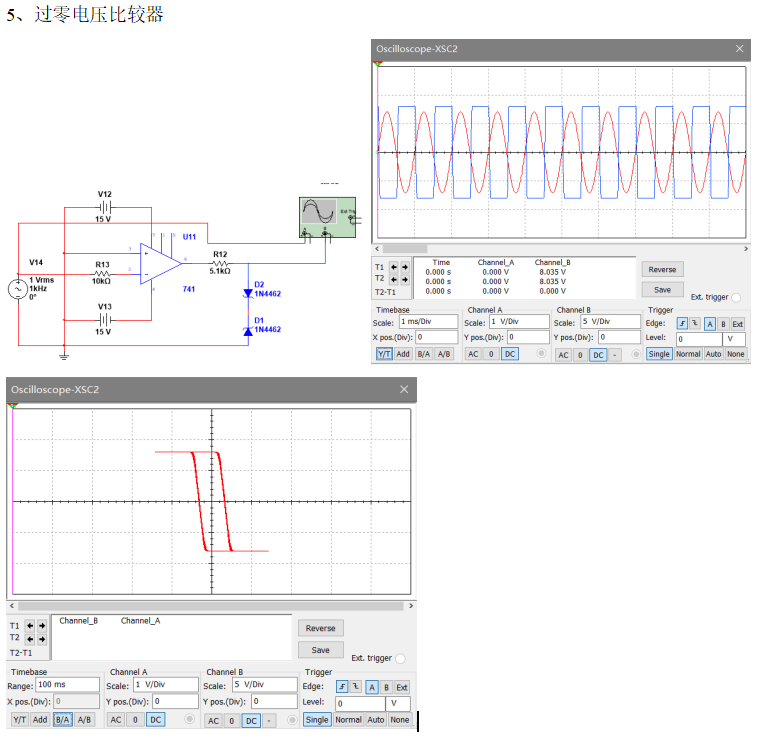 5、过零电压比较器
Oscilloscope-XSC2
V12
15 V
U11
V14
1 Vrms
1kHz
0°
R13
10kΩ
3
2
6
7
4
741
R12
5.1kΩ
D2
1N4462
D1
1N4462
V13
15 V
Ext Trig
A
B
T1
T2
T2-T1
Time Channel_A Channel_B
0.000 s 0.000 V 8.035 V
0.000 s 0.000 V 8.035 V
0.000 s 0.000 V 0.000 V
Reverse
Save
Ext. trigger
Timebase Channel A Channel B Trigger
Scale: 1 ms/Div Scale: 1 V/Div Scale: 5 V/Div Edge: A B Ext
X pos.(Div): 0 Y pos.(Div): 0 Y pos.(Div): 0 Level: 0 V
Y/T Add B/A A/B AC 0 DC AC 0 DC - Single Normal Auto None
Oscilloscope-XSC2
Channel_B Channel_A
T1
T2
T2-T1
Reverse
Save
Ext. trigger
Timebase Channel A Channel B Trigger
Range: 100 ms Scale: 1 V/Div Scale: 5 V/Div Edge: A B Ext
X pos.(Div): 0 Y pos.(Div): 0 Y pos.(Div): 0 Level: 0 V
Y/T Add B/A A/B AC 0 DC AC 0 DC - Single Normal Auto None